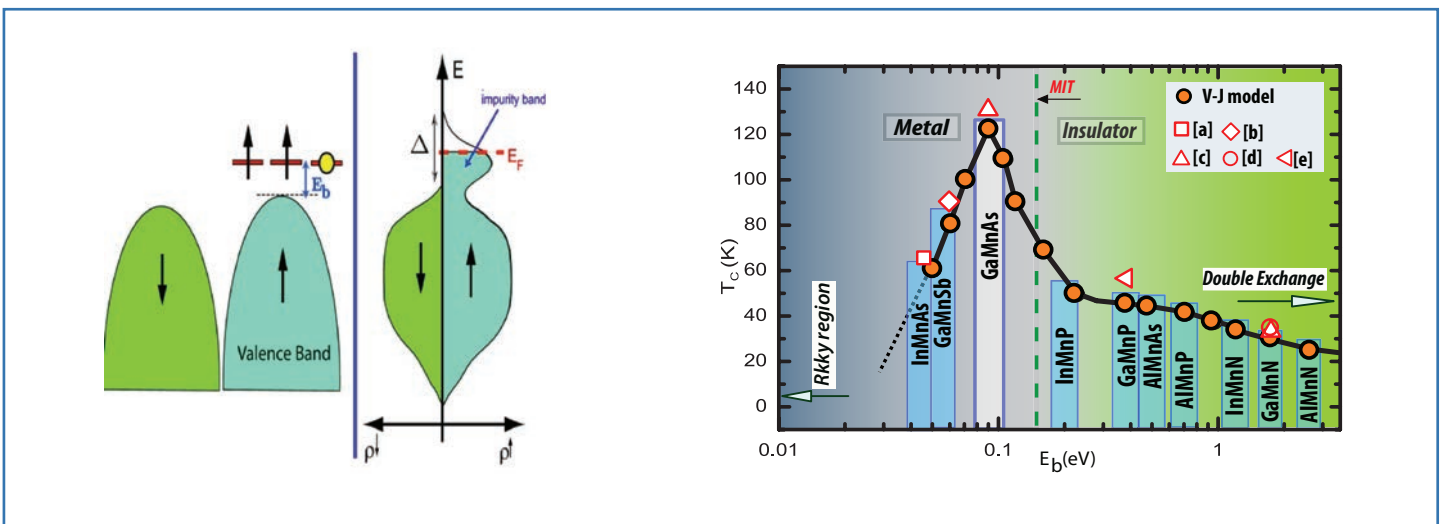 E
impurity band
Δ
E_F
E_b
Valence Band
ρ↓
ρ↑
140
120
100
80
60
40
20
0
T_C (K)
MIT
Metal
Insulator
V-J model
[a]
[b]
[c]
[d]
[e]
Double Exchange
Rkky region
InMnAs
GaMnSb
GaMnAs
InMnP
GaMnP
AlMnAs
AlMnP
InMnN
GaMnN
AlMnN
0.01
0.1
1
E_b(eV)